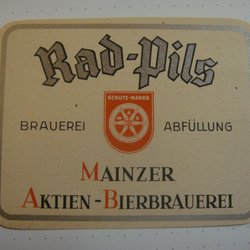 Rad-Pils
SCHUTZ-MARKE
BRAUEREI ABFÜLLUNG
MAINZER
AKTIEN-BIERBRAUEREI